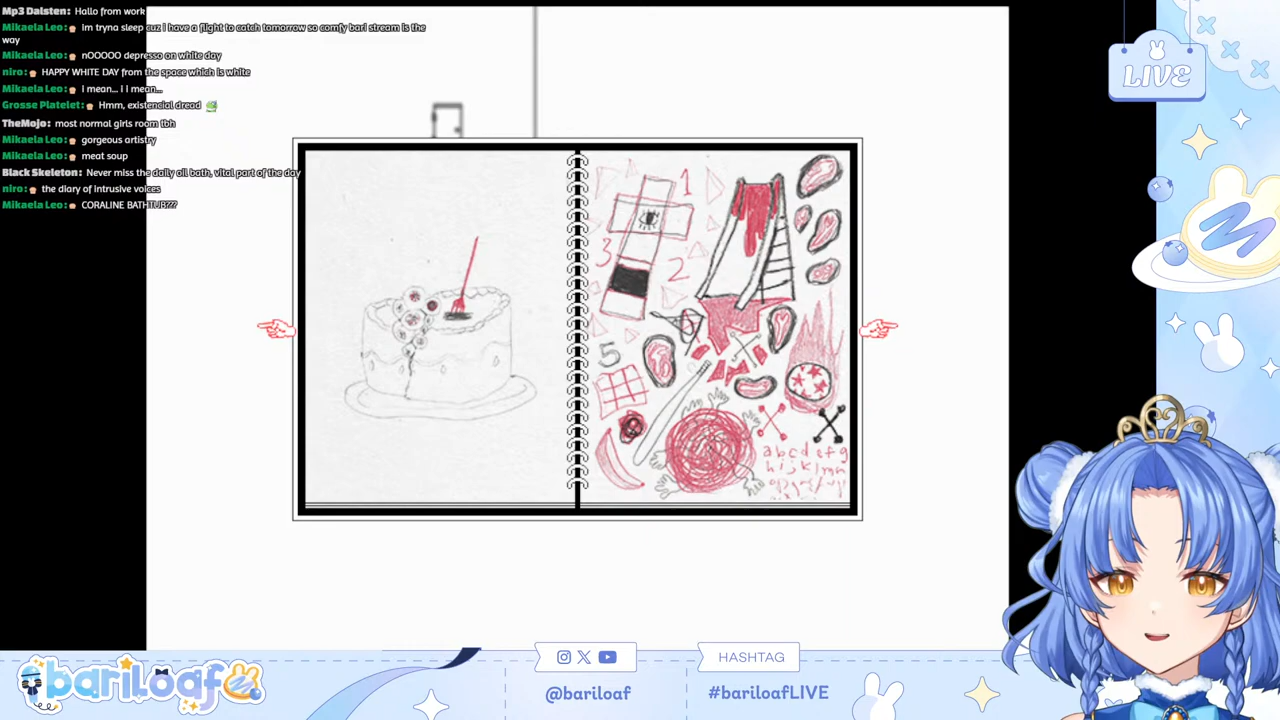 Mp3 Dalsten: Hallo from work
Mikaela Leo: im tryna sleep cuz i have a flight to catch tomorrow so comfy bari stream is the
way
Mikaela Leo: nOOOOO depresso on white day
niro: HAPPY WHITE DAY from the space which is white
Mikaela Leo: i mean... i i mean...
Grosse Platelet: Hmm, existencial dread
TheMojo: most normal girls room tbh
Mikaela Leo: gorgeous artistry
Mikaela Leo: meat soup
Black Skeleton: Never miss the daily oil bath, vital part of the day
niro: the diary of intrusive voices
Mikaela Leo: CORALINE BATHTUB???
LIVE
1
3
2
5
a b c d e f g
h i j k l m n
bariloaf
@bariloaf
HASHTAG
#bariloafLIVE